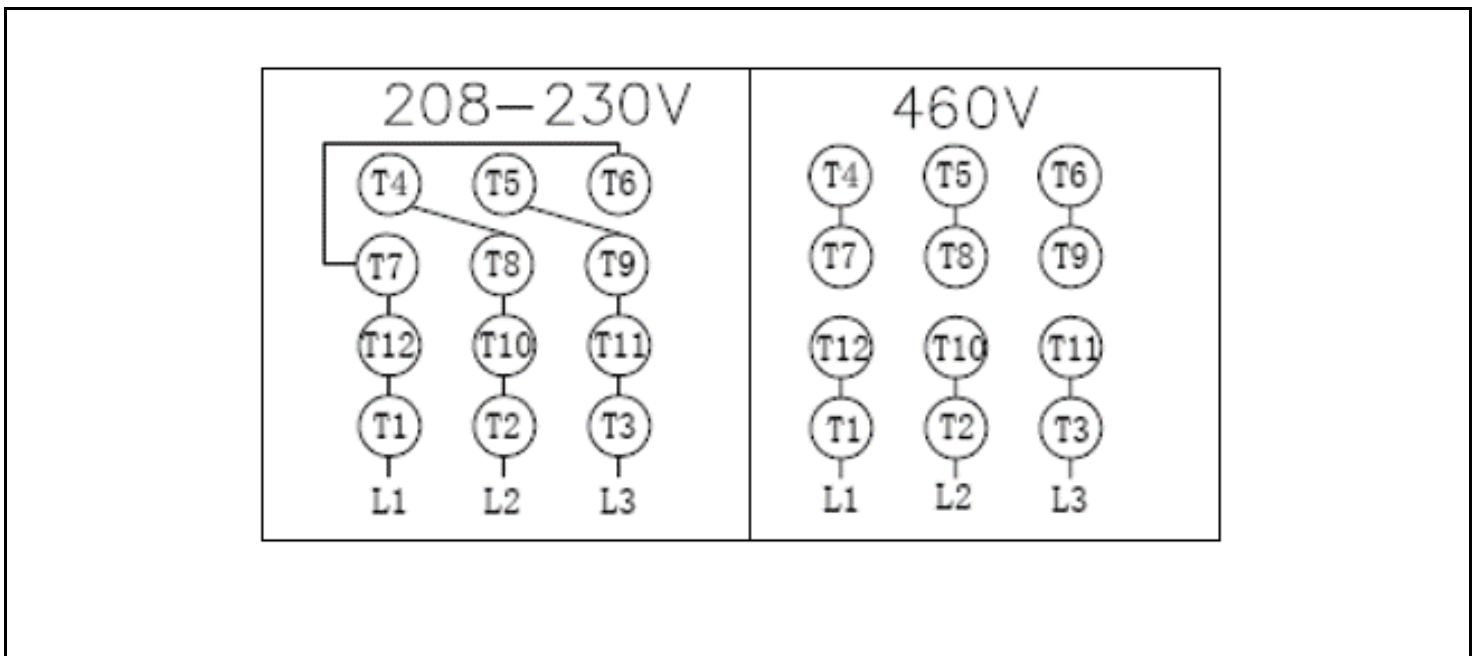 208-230V
T4 T5 T6
T7 T8 T9
T12 T10 T11
T1 T2 T3
L1 L2 L3
460V
T4 T5 T6
T7 T8 T9
T12 T10 T11
T1 T2 T3
L1 L2 L3